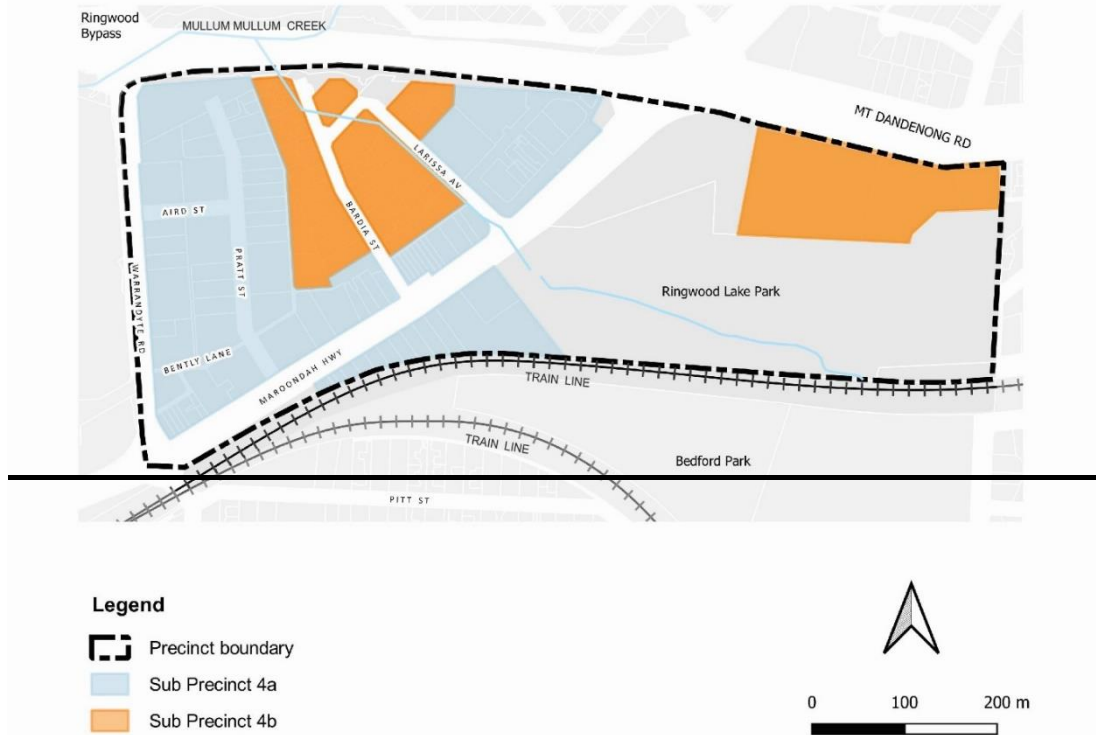 Ringwood
Bypass
MULLUM MULLUM CREEK
MT DANDENONG RD
LARISSA AV
AIRD ST
BARDIA ST
PRATT ST
WARRANDYTE RD
Ringwood Lake Park
BENTLY LANE
MAROONDAH HWY
TRAIN LINE
TRAIN LINE
Bedford Park
PITT ST
Legend
Precinct boundary
Sub Precinct 4a
Sub Precinct 4b
0 100 200 m